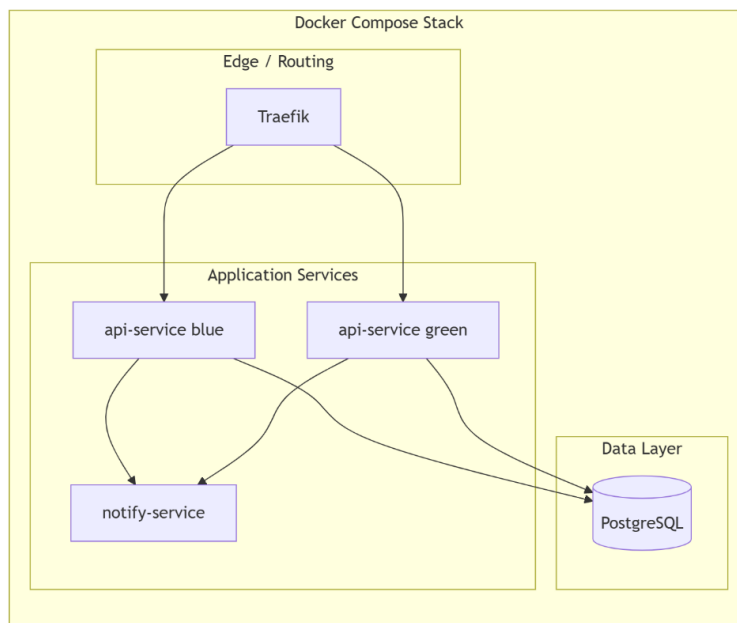 Docker Compose Stack
Edge / Routing
Traefik
Application Services
api-service blue
api-service green
Data Layer
notify-service
PostgreSQL